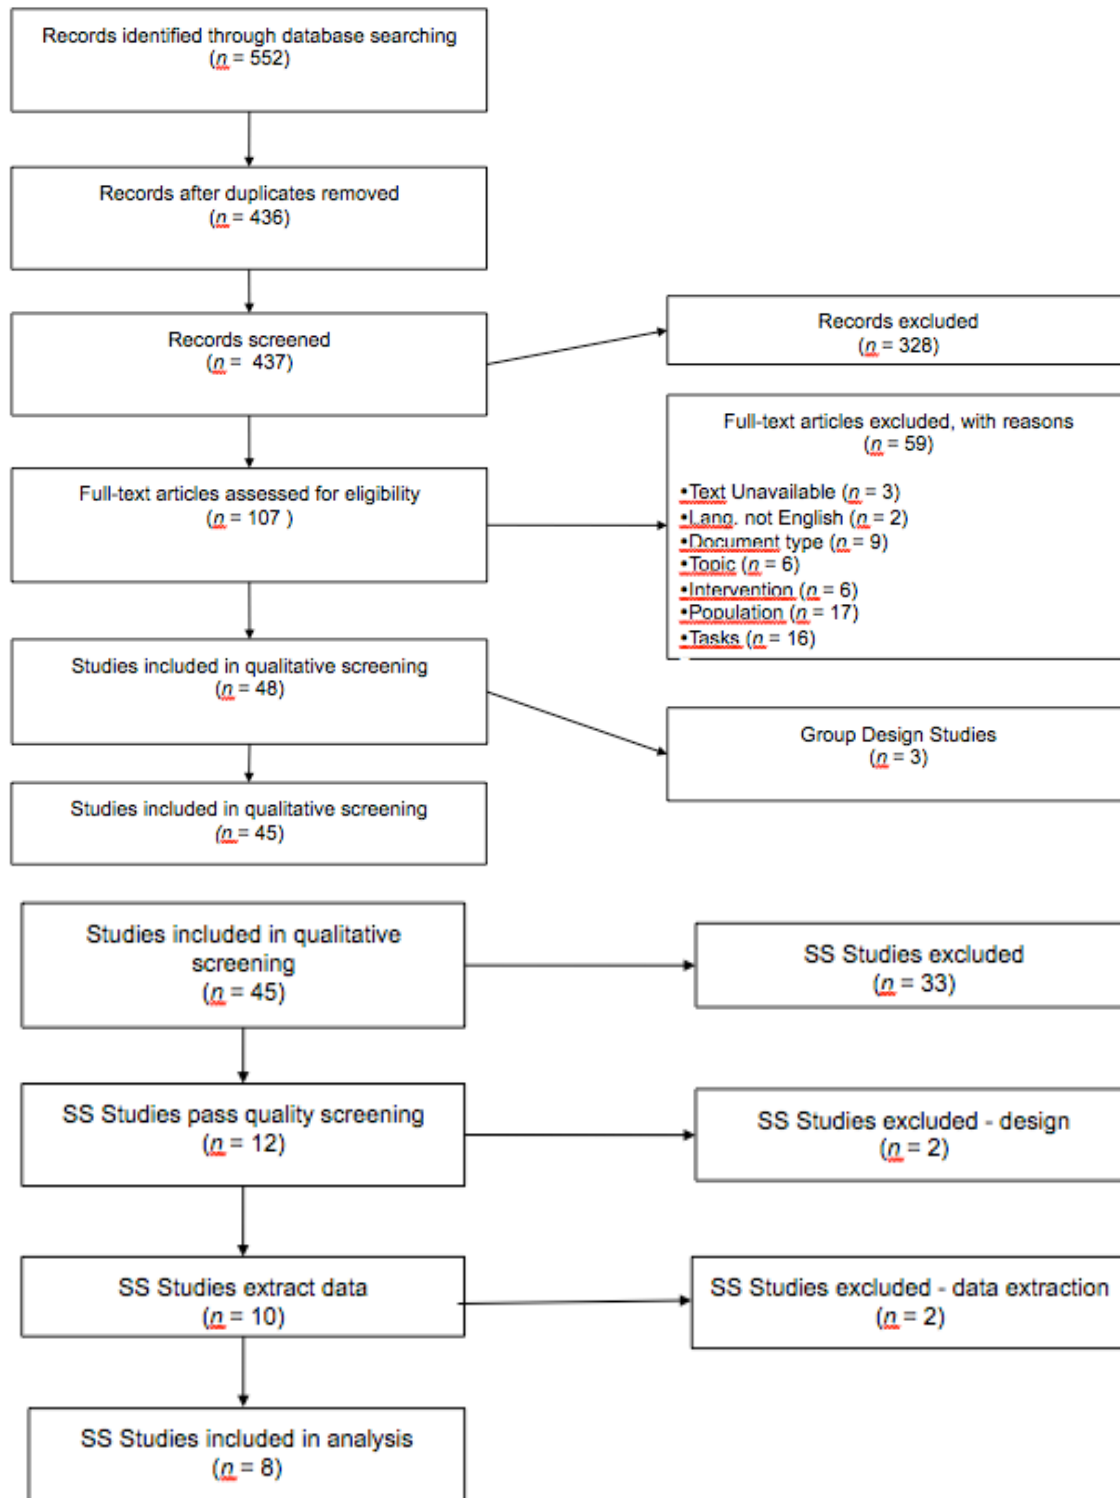 Records identified through database searching
(n = 552)
Records after duplicates removed
(n = 436)
Records screened
(n = 437)
Records excluded
(n = 328)
Full-text articles excluded, with reasons
(n = 59)
•Text Unavailable (n = 3)
•Lang. not English (n = 2)
•Document type (n = 9)
•Topic (n = 6)
•Intervention (n = 6)
•Population (n = 17)
•Tasks (n = 16)
Full-text articles assessed for eligibility
(n = 107 )
Studies included in qualitative screening
(n = 48)
Group Design Studies
(n = 3)
Studies included in qualitative screening
(n = 45)
Studies included in qualitative
screening
(n = 45)
SS Studies excluded
(n = 33)
SS Studies pass quality screening
(n = 12)
SS Studies excluded - design
(n = 2)
SS Studies extract data
(n = 10)
SS Studies excluded - data extraction
(n = 2)
SS Studies included in analysis
(n = 8)